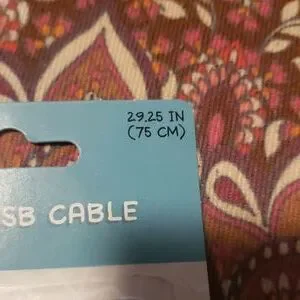 29.25 IN
(75 CM)
SB CABLE